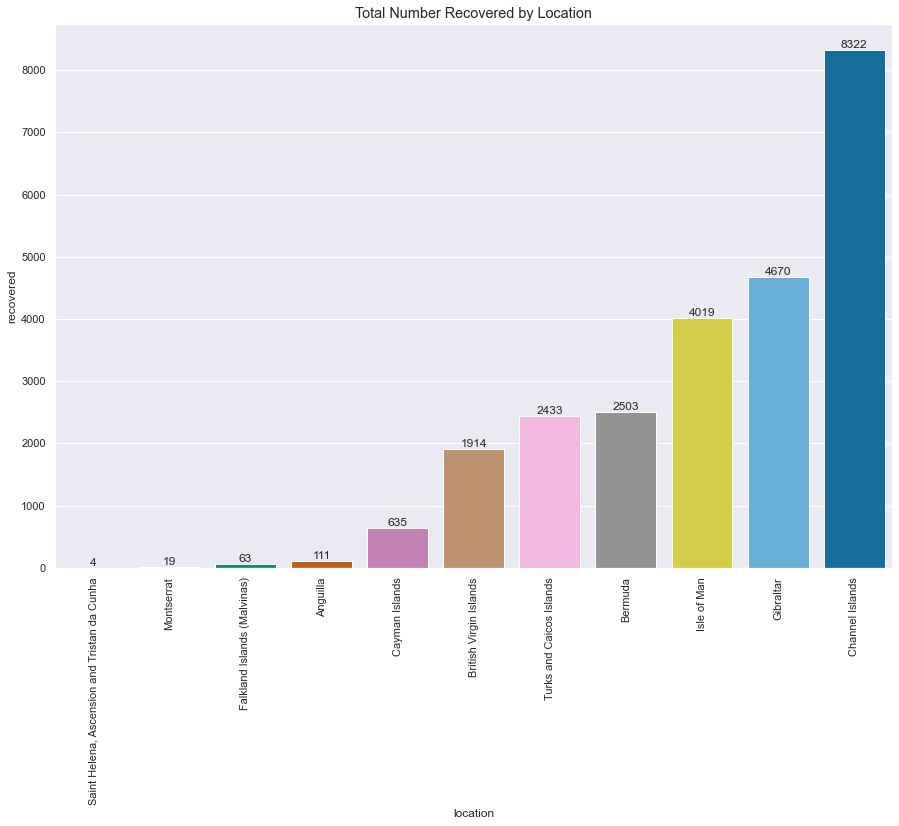 Total Number Recovered by Location
8000
7000
6000
5000
4000
3000
2000
1000
0
recovered
4
19
63
111
635
1914
2433
2503
4019
4670
8322
Saint Helena, Ascension and Tristan da Cunha
Montserrat
Falkland Islands (Malvinas)
Anguilla
Cayman Islands
British Virgin Islands
Turks and Caicos Islands
Bermuda
Isle of Man
Gibraltar
Channel Islands
location